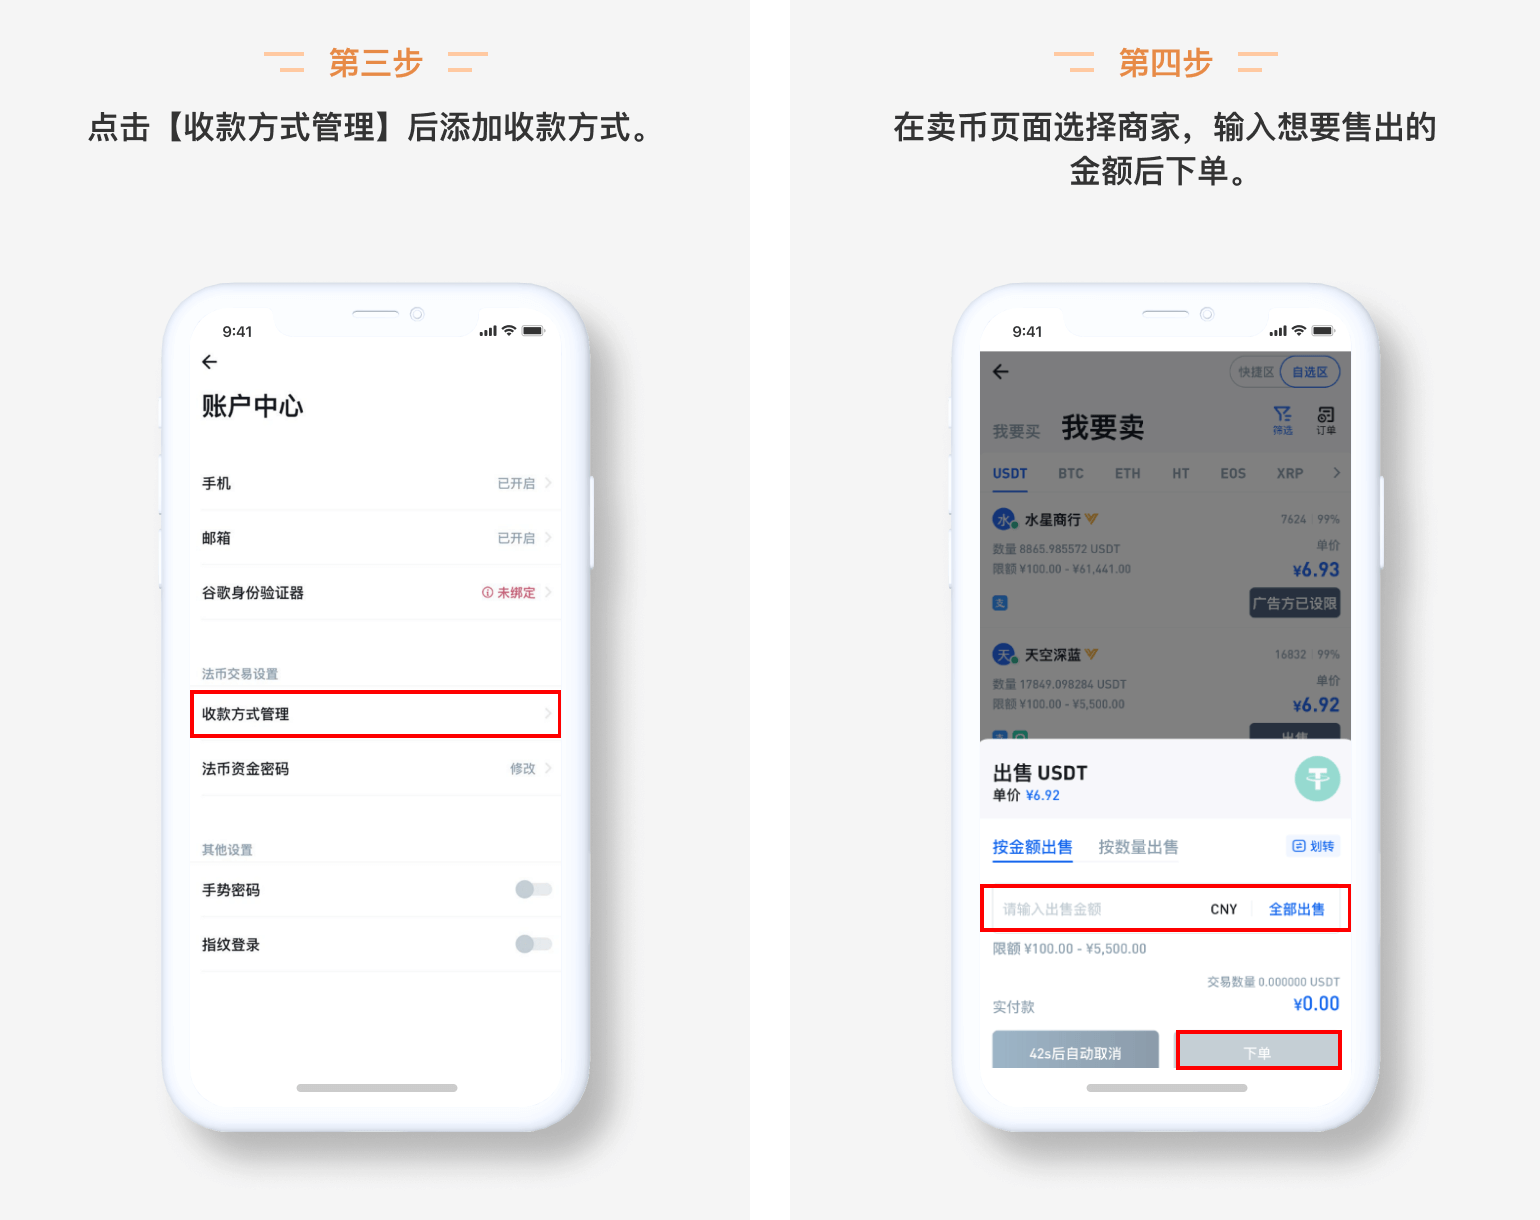 第三步
点击【收款方式管理】后添加收款方式。
9:41
账户中心
手机 已开启
邮箱 已开启
谷歌身份验证器 未绑定
法币交易设置
收款方式管理
法币资金密码 修改
其他设置
手势密码
指纹登录
第四步
在卖币页面选择商家，输入想要售出的
金额后下单。
9:41
快捷区 自选区
我要买 我要卖 筛选 订单
USDT BTC ETH HT EOS XRP
水 水星商行 7624 99%
数量 8865.985572 USDT 单价
限额 ¥100.00 - ¥61,441.00 ¥6.93
支 广告方已设限
天 天空深蓝 16832 99%
数量 17849.098284 USDT 单价
限额 ¥100.00 - ¥5,500.00 ¥6.92
出售
出售 USDT
单价 ¥6.92
按金额出售 按数量出售 划转
请输入出售金额 CNY 全部出售
限额 ¥100.00 - ¥5,500.00
交易数量 0.000000 USDT
实付款 ¥0.00
42s后自动取消 下单